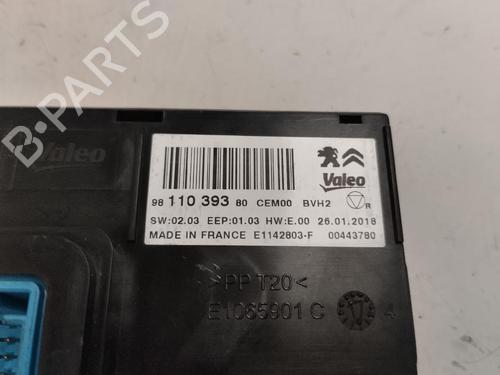 B-PARTS
Valeo
Valeo
98 110 393 80 CEM00 BVH2 R
SW:02.03 EEP:01.03 HW:E.00 26.01.2018
MADE IN FRANCE E1142803-F 00443780
>PP T20<
E1065901 C 4